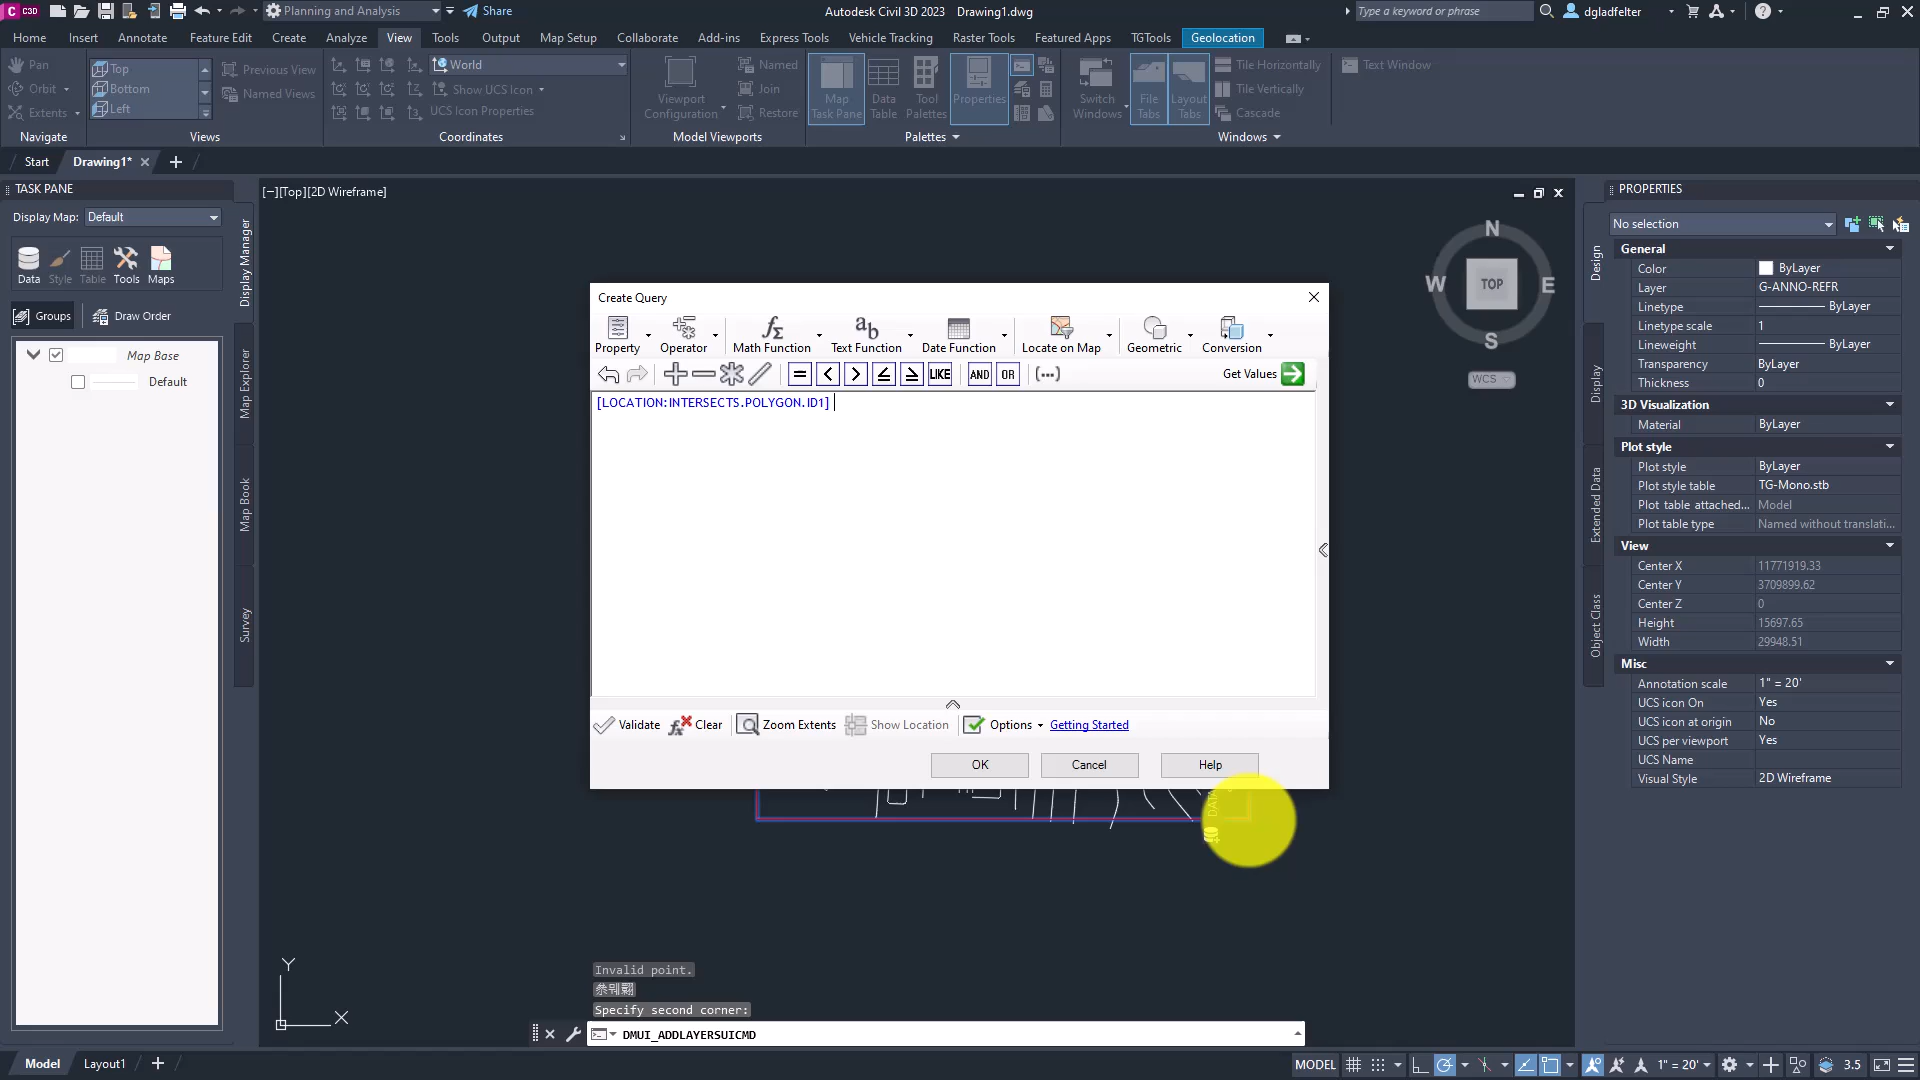 C C3D Planning and Analysis Share Autodesk Civil 3D 2023 Drawing1.dwg Type a keyword or phrase dgladfelter
Home Insert Annotate Feature Edit Create Analyze View Tools Output Map Setup Collaborate Add-ins Express Tools Vehicle Tracking Raster Tools Featured Apps TGTools Geolocation
Pan
Orbit
Extents
Navigate
Top
Bottom
Left
Previous View
Named Views
Views
World
Show UCS Icon
UCS Icon Properties
Coordinates
Viewport
Configuration
Named
Join
Restore
Model Viewports
Map
Task Pane
Data
Table
Tool
Palettes
Properties
Palettes
Switch
Windows
File
Tabs
Layout
Tabs
Tile Horizontally
Tile Vertically
Cascade
Windows
Text Window
Start Drawing1*
TASK PANE
Display Map: Default
Data Style Table Tools Maps
Groups Draw Order
Map Base
Default
Display Manager
Map Explorer
Map Book
Survey
[−][Top][2D Wireframe]
N
W TOP E
S
WCS
Create Query
Property Operator Math Function Text Function Date Function Locate on Map Geometric Conversion
= < > ≤ ≥ LIKE AND OR (...) Get Values
[LOCATION:INTERSECTS.POLYGON.ID1]
Validate Clear Zoom Extents Show Location Options Getting Started
OK Cancel Help
DATA
Y
X
Invalid point.
Specify second corner:
DMUI_ADDLAYERSUICMD
PROPERTIES
No selection
Design
Display
Extended Data
Object Class
General
Color ByLayer
Layer G-ANNO-REFR
Linetype ByLayer
Linetype scale 1
Lineweight ByLayer
Transparency ByLayer
Thickness 0
3D Visualization
Material ByLayer
Plot style
Plot style ByLayer
Plot style table TG-Mono.stb
Plot table attached... Model
Plot table type Named without translati...
View
Center X 11771919.33
Center Y 3709899.62
Center Z 0
Height 15697.65
Width 29948.51
Misc
Annotation scale 1" = 20'
UCS icon On Yes
UCS icon at origin No
UCS per viewport Yes
UCS Name
Visual Style 2D Wireframe
Model Layout1
MODEL 1" = 20' 3.5